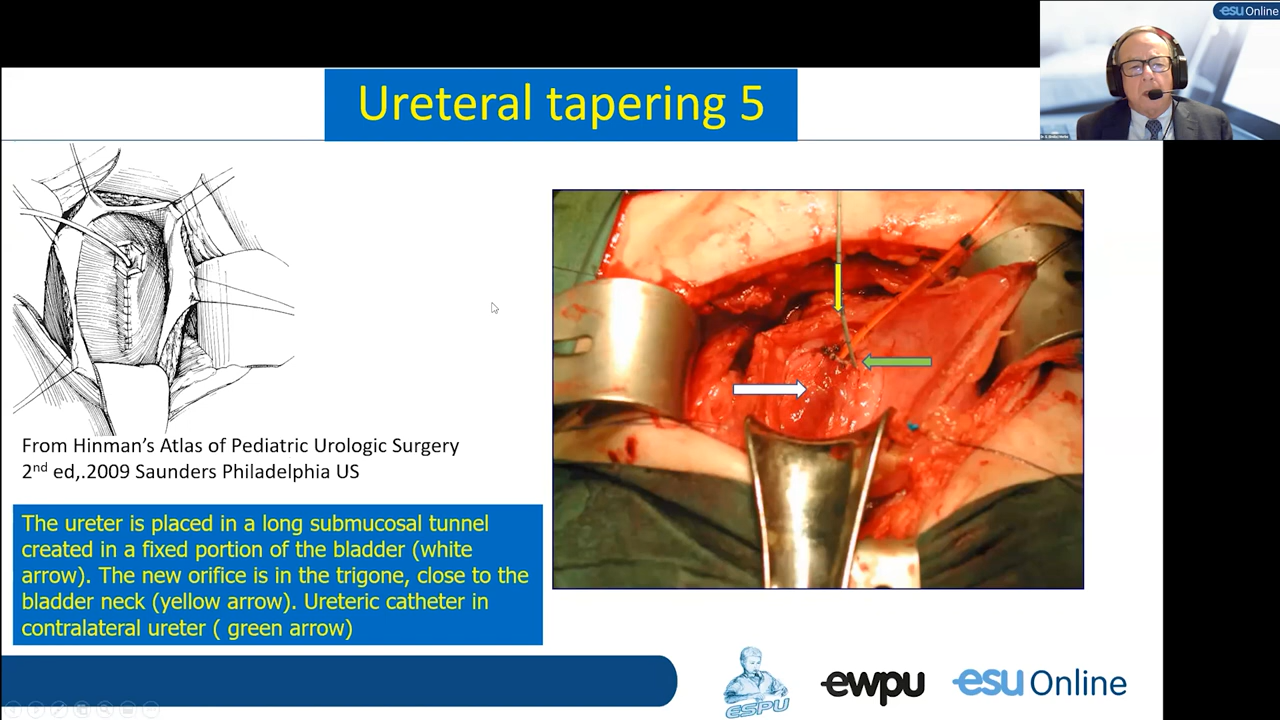 esu Online
Ureteral tapering 5
From Hinman's Atlas of Pediatric Urologic Surgery
2nd ed,.2009 Saunders Philadelphia US
The ureter is placed in a long submucosal tunnel
created in a fixed portion of the bladder (white
arrow). The new orifice is in the trigone, close to the
bladder neck (yellow arrow). Ureteric catheter in
contralateral ureter ( green arrow)
ESPU
ewpu
esu Online